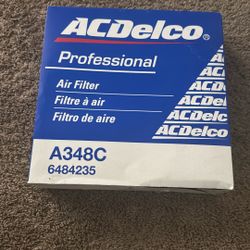 ACDelco®
Professional
Air Filter
Filtre à air
Filtro de aire
A348C
6484235
ACDelco
ACDelco
ACDelco
ACDelco
ACDelco